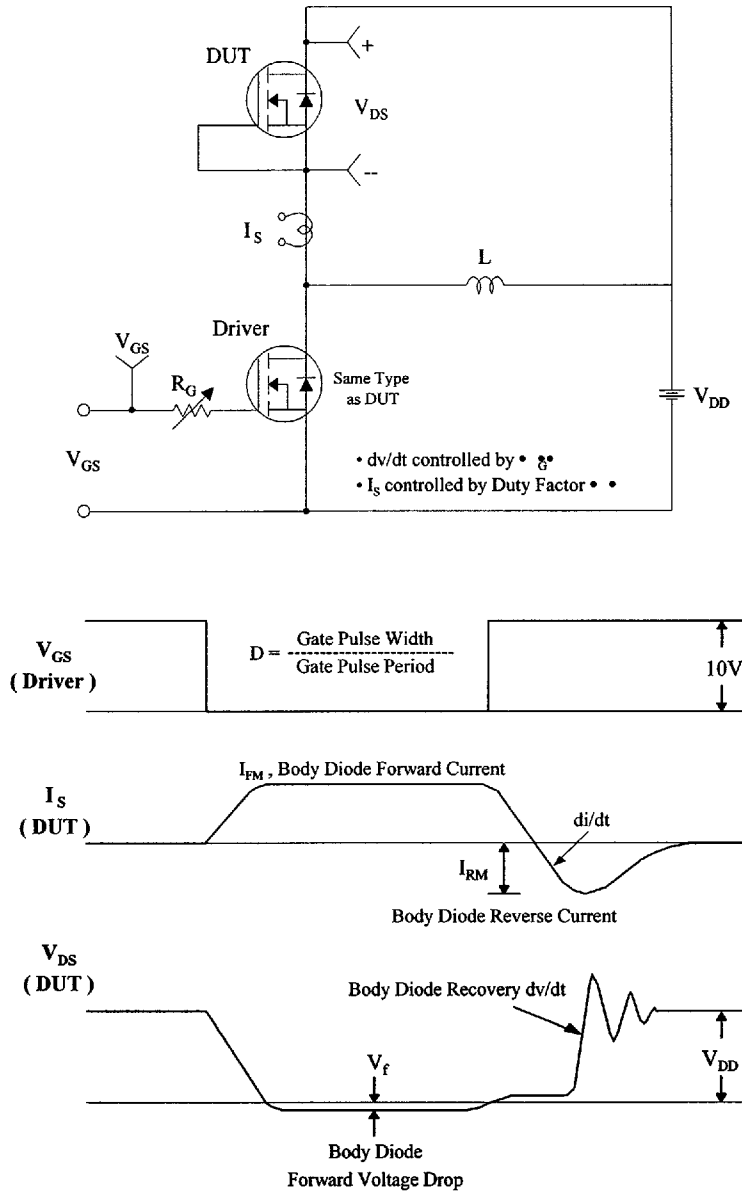 DUT
+
V_DS
--
I_S
L
Driver
V_GS
R_G
Same Type
as DUT
V_DD
V_GS
• dv/dt controlled by • G • •
• I_S controlled by Duty Factor • •
V_GS
( Driver )
D = Gate Pulse Width
--------------------------
Gate Pulse Period
10V
I_FM , Body Diode Forward Current
I_S
( DUT )
di/dt
I_RM
Body Diode Reverse Current
V_DS
( DUT )
Body Diode Recovery dv/dt
V_f
V_DD
Body Diode
Forward Voltage Drop